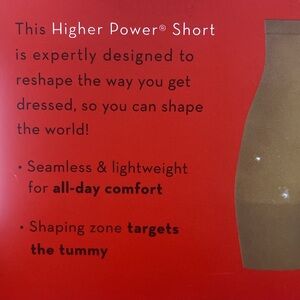 This Higher Power® Short
is expertly designed to
reshape the way you get
dressed, so you can shape
the world!
• Seamless & lightweight
for all-day comfort
• Shaping zone targets
the tummy